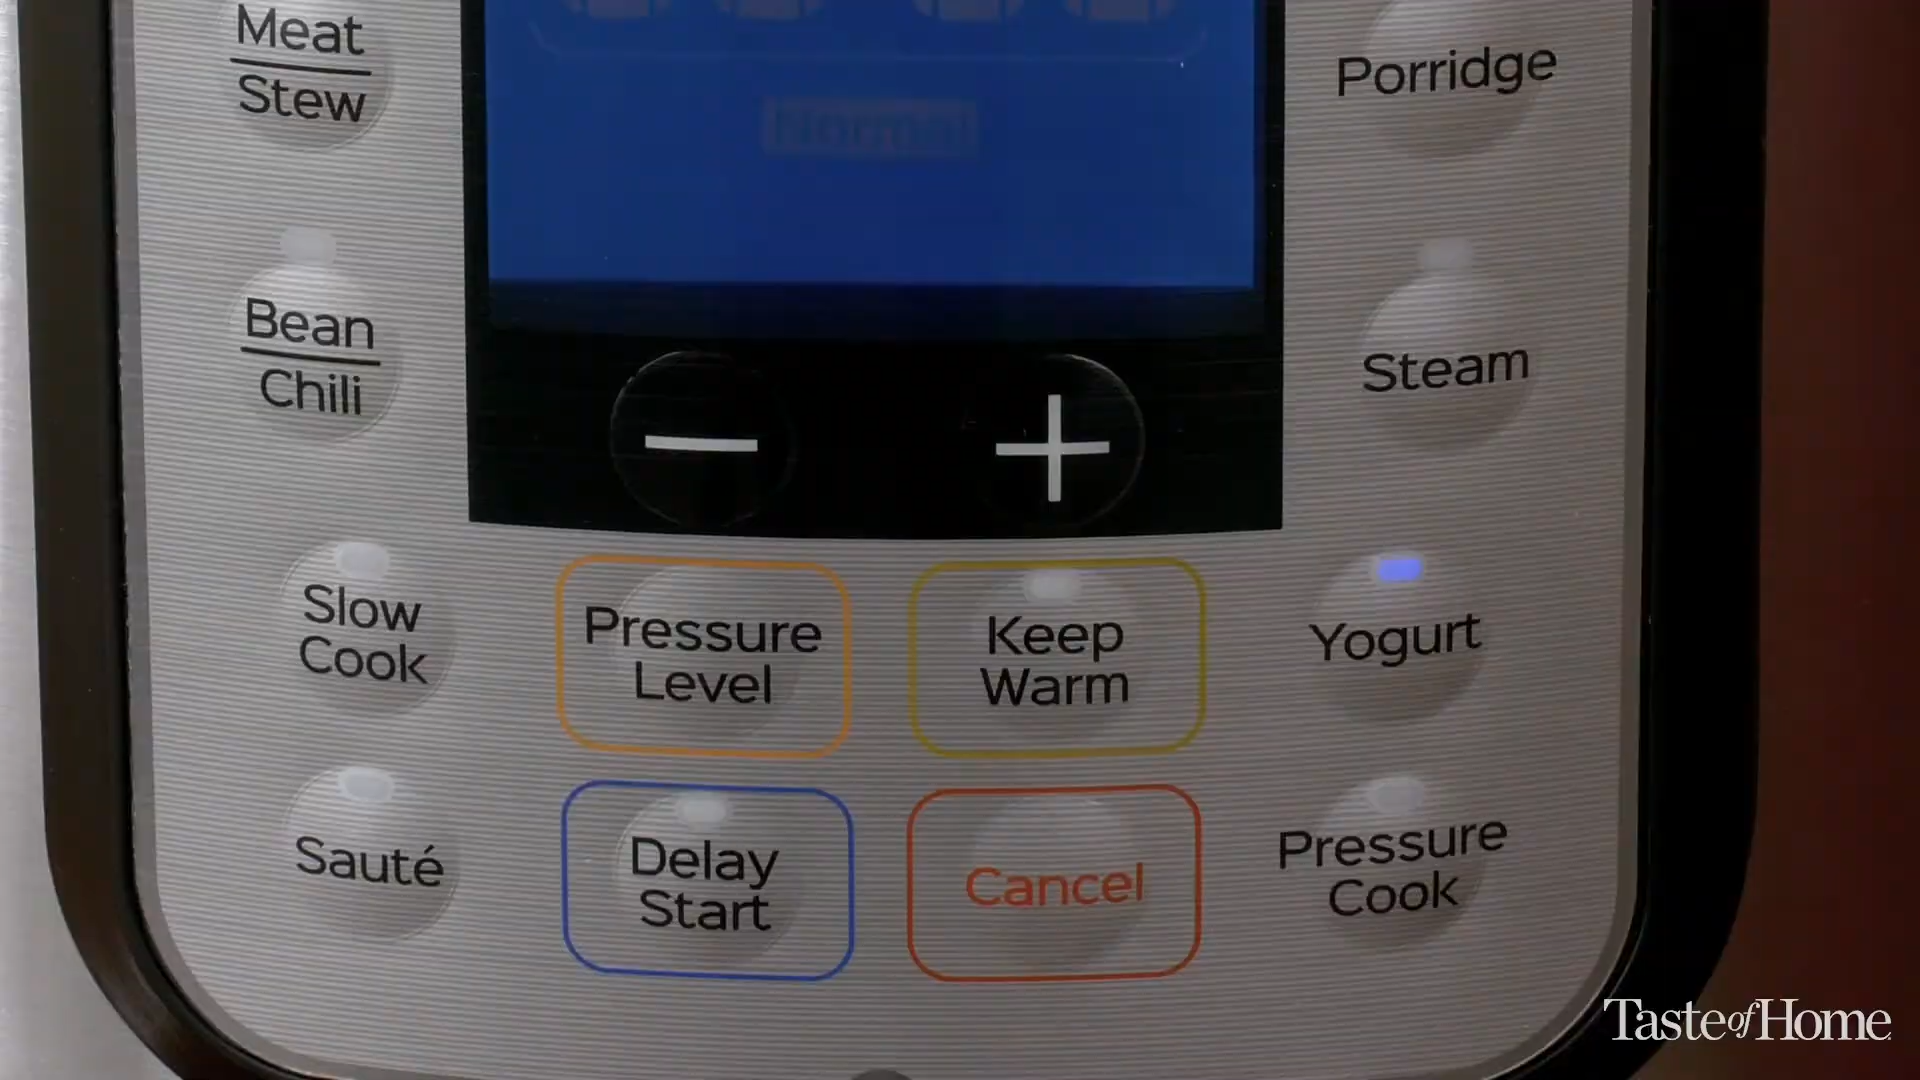 Meat
Stew
Porridge
Normal
Bean
Chili
Steam
− +
Slow
Cook
Pressure
Level
Keep
Warm
Yogurt
Sauté
Delay
Start
Cancel
Pressure
Cook
Taste of Home